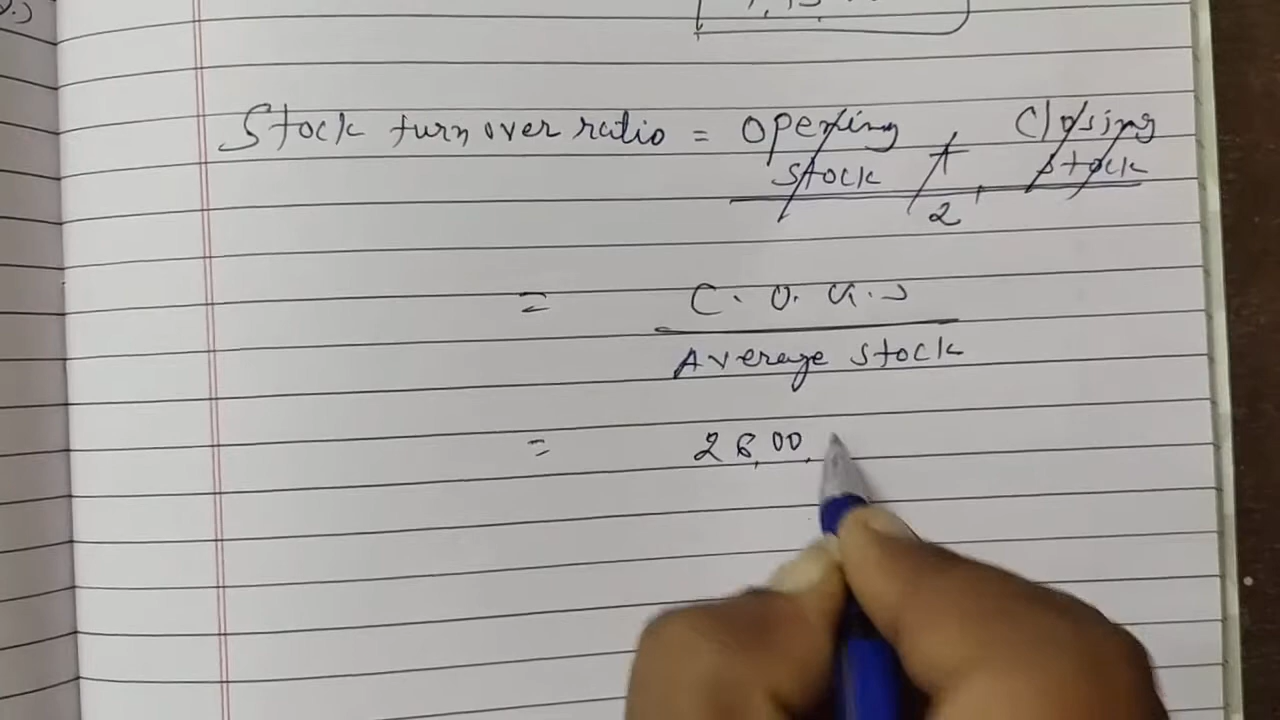 Stock turnover ratio = Opening stock + Closing stock
2
= C.O.G.S
Average stock
= 26,00,